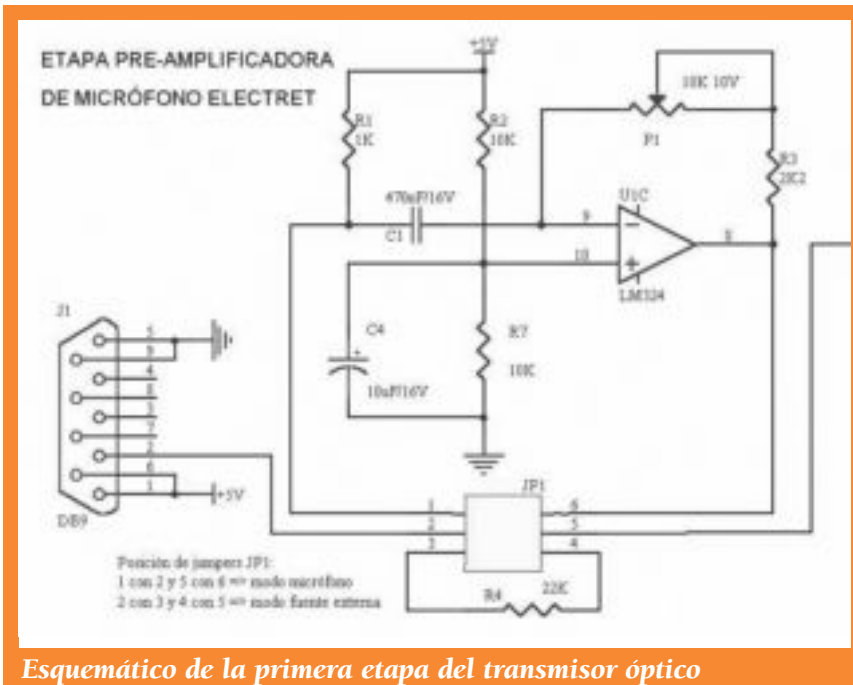 ETAPA PRE-AMPLIFICADORA
DE MICRÓFONO ELECTRET
+5V
10K 10V
P1
R1
1K
R2
10K
R3
2K2
470uF/16V
C1
U1C
9
8
10
LM324
J1
5
9
4
8
3
7
2
6
1
+5V
DB9
C4
+
10uF/16V
R7
10K
JP1
1
2
3
6
5
4
R4
22K
Posición de jumpers JP1:
1 con 2 y 5 con 6 => modo micrófono
2 con 3 y 4 con 5 => modo fuente externa
Esquemático de la primera etapa del transmisor óptico